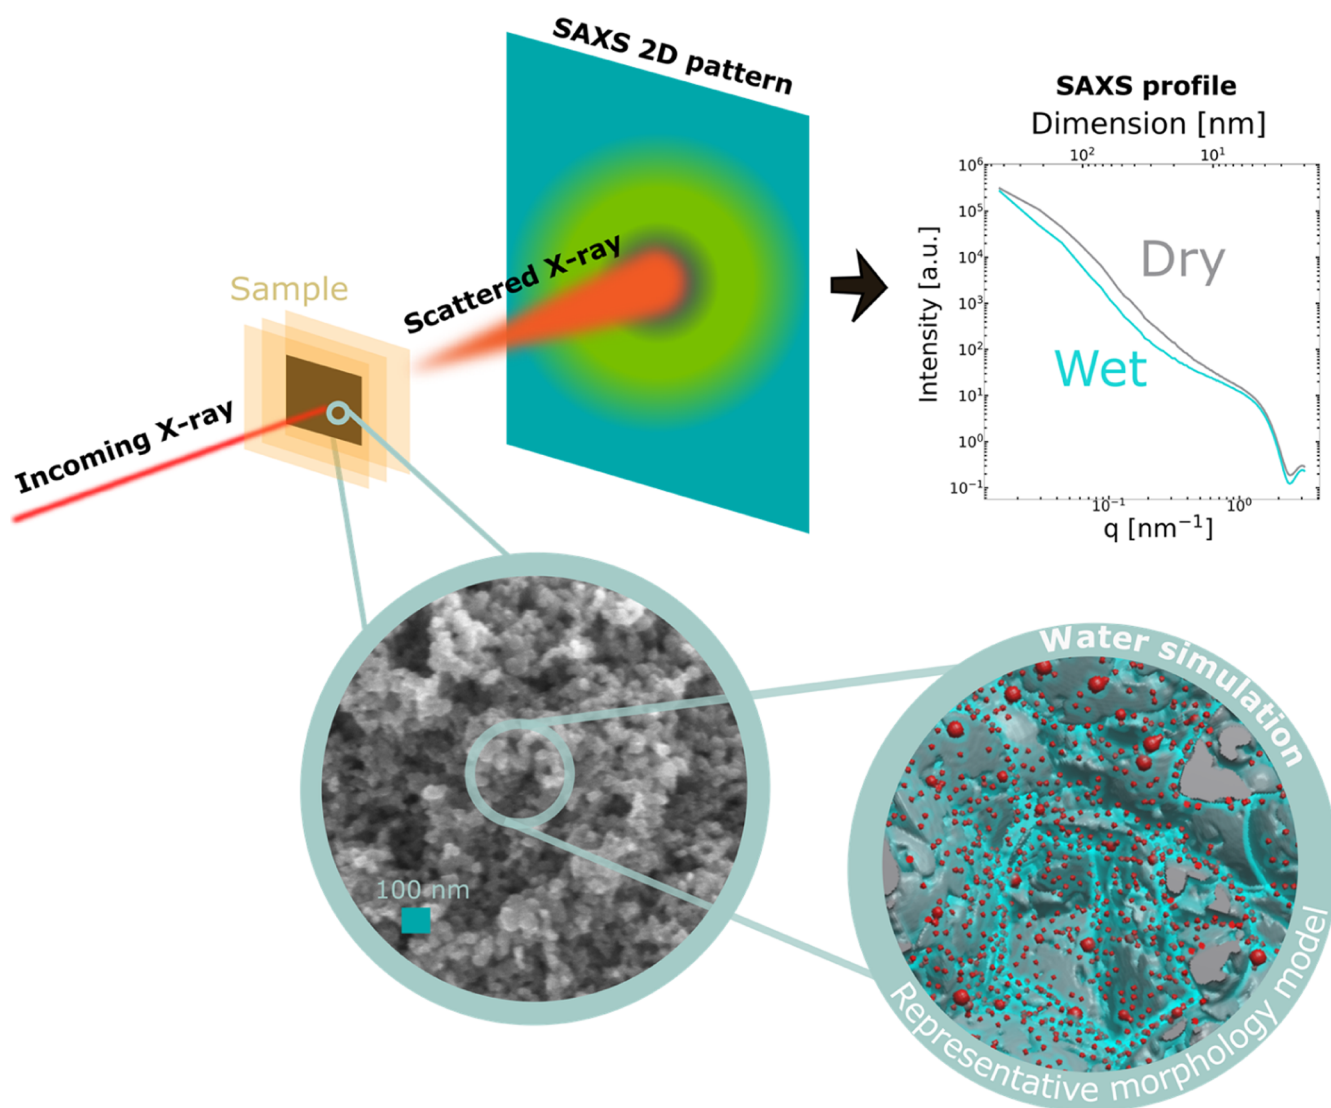 SAXS 2D pattern
SAXS profile
Dimension [nm]
10² 10¹
10⁶
10⁵
10⁴
10³
10²
10¹
10⁰
10⁻¹
Intensity [a.u.]
Dry
Wet
10⁻¹ 10⁰
q [nm⁻¹]
Scattered X-ray
Sample
Incoming X-ray
100 nm
Water simulation
Representative morphology model